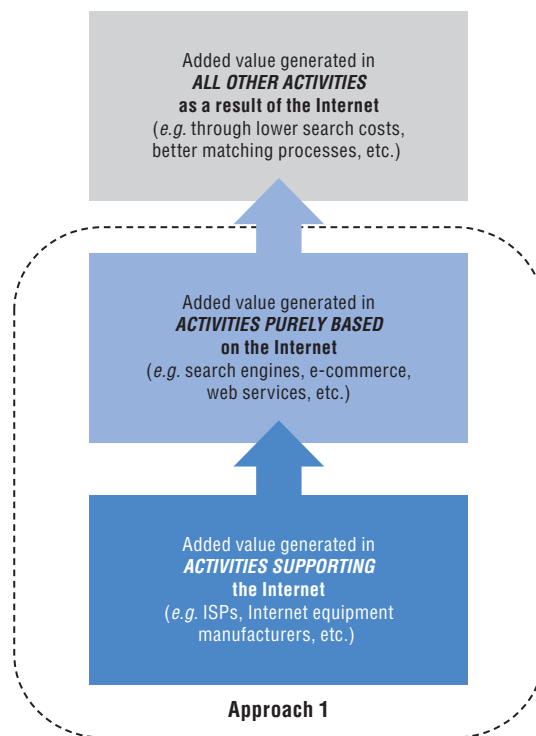 Added value generated in
ALL OTHER ACTIVITIES
as a result of the Internet
(e.g. through lower search costs,
better matching processes, etc.)
Added value generated in
ACTIVITIES PURELY BASED
on the Internet
(e.g. search engines, e-commerce,
web services, etc.)
Added value generated in
ACTIVITIES SUPPORTING
the Internet
(e.g. ISPs, Internet equipment
manufacturers, etc.)
Approach 1